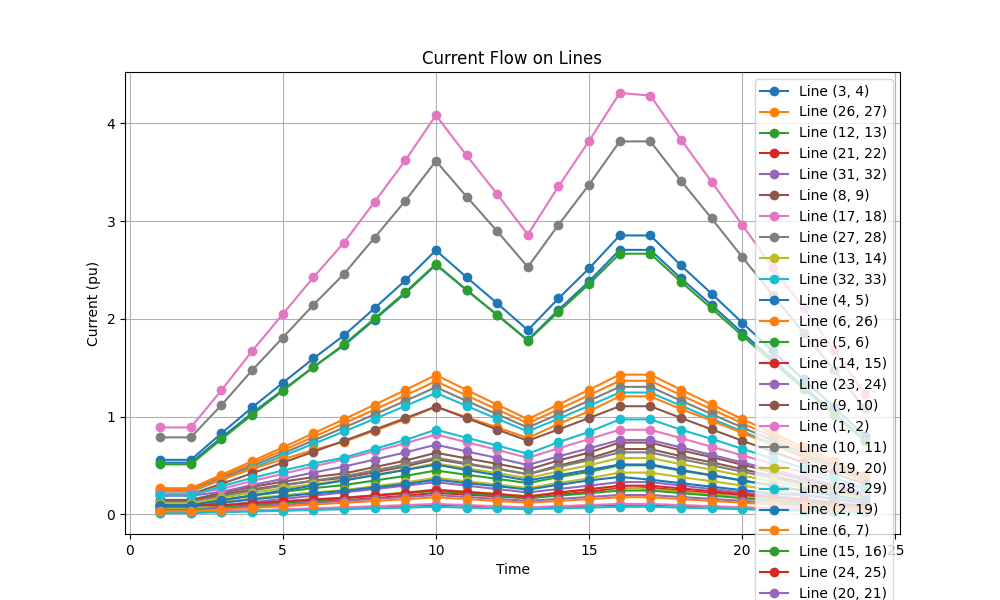 Current Flow on Lines
Current (pu)
4
3
2
1
0
0
5
10
15
20
25
Time
Line (3, 4)
Line (26, 27)
Line (12, 13)
Line (21, 22)
Line (31, 32)
Line (8, 9)
Line (17, 18)
Line (27, 28)
Line (13, 14)
Line (32, 33)
Line (4, 5)
Line (6, 26)
Line (5, 6)
Line (14, 15)
Line (23, 24)
Line (9, 10)
Line (1, 2)
Line (10, 11)
Line (19, 20)
Line (28, 29)
Line (2, 19)
Line (6, 7)
Line (15, 16)
Line (24, 25)
Line (20, 21)